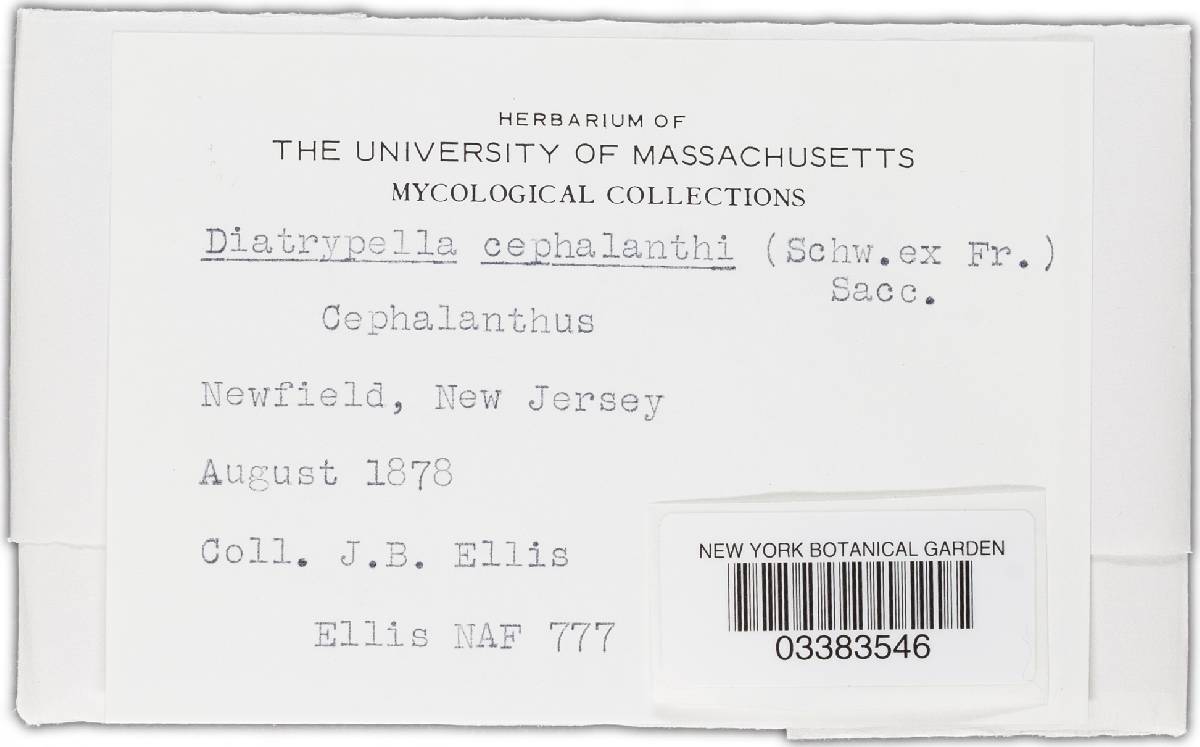 HERBARIUM OF
THE UNIVERSITY OF MASSACHUSETTS
MYCOLOGICAL COLLECTIONS
Diatrypella cephalanthi (Schw.ex Fr.)
Sacc.
Cephalanthus
Newfield, New Jersey
August 1878
Coll. J.B. Ellis
Ellis NAF 777
NEW YORK BOTANICAL GARDEN
03383546